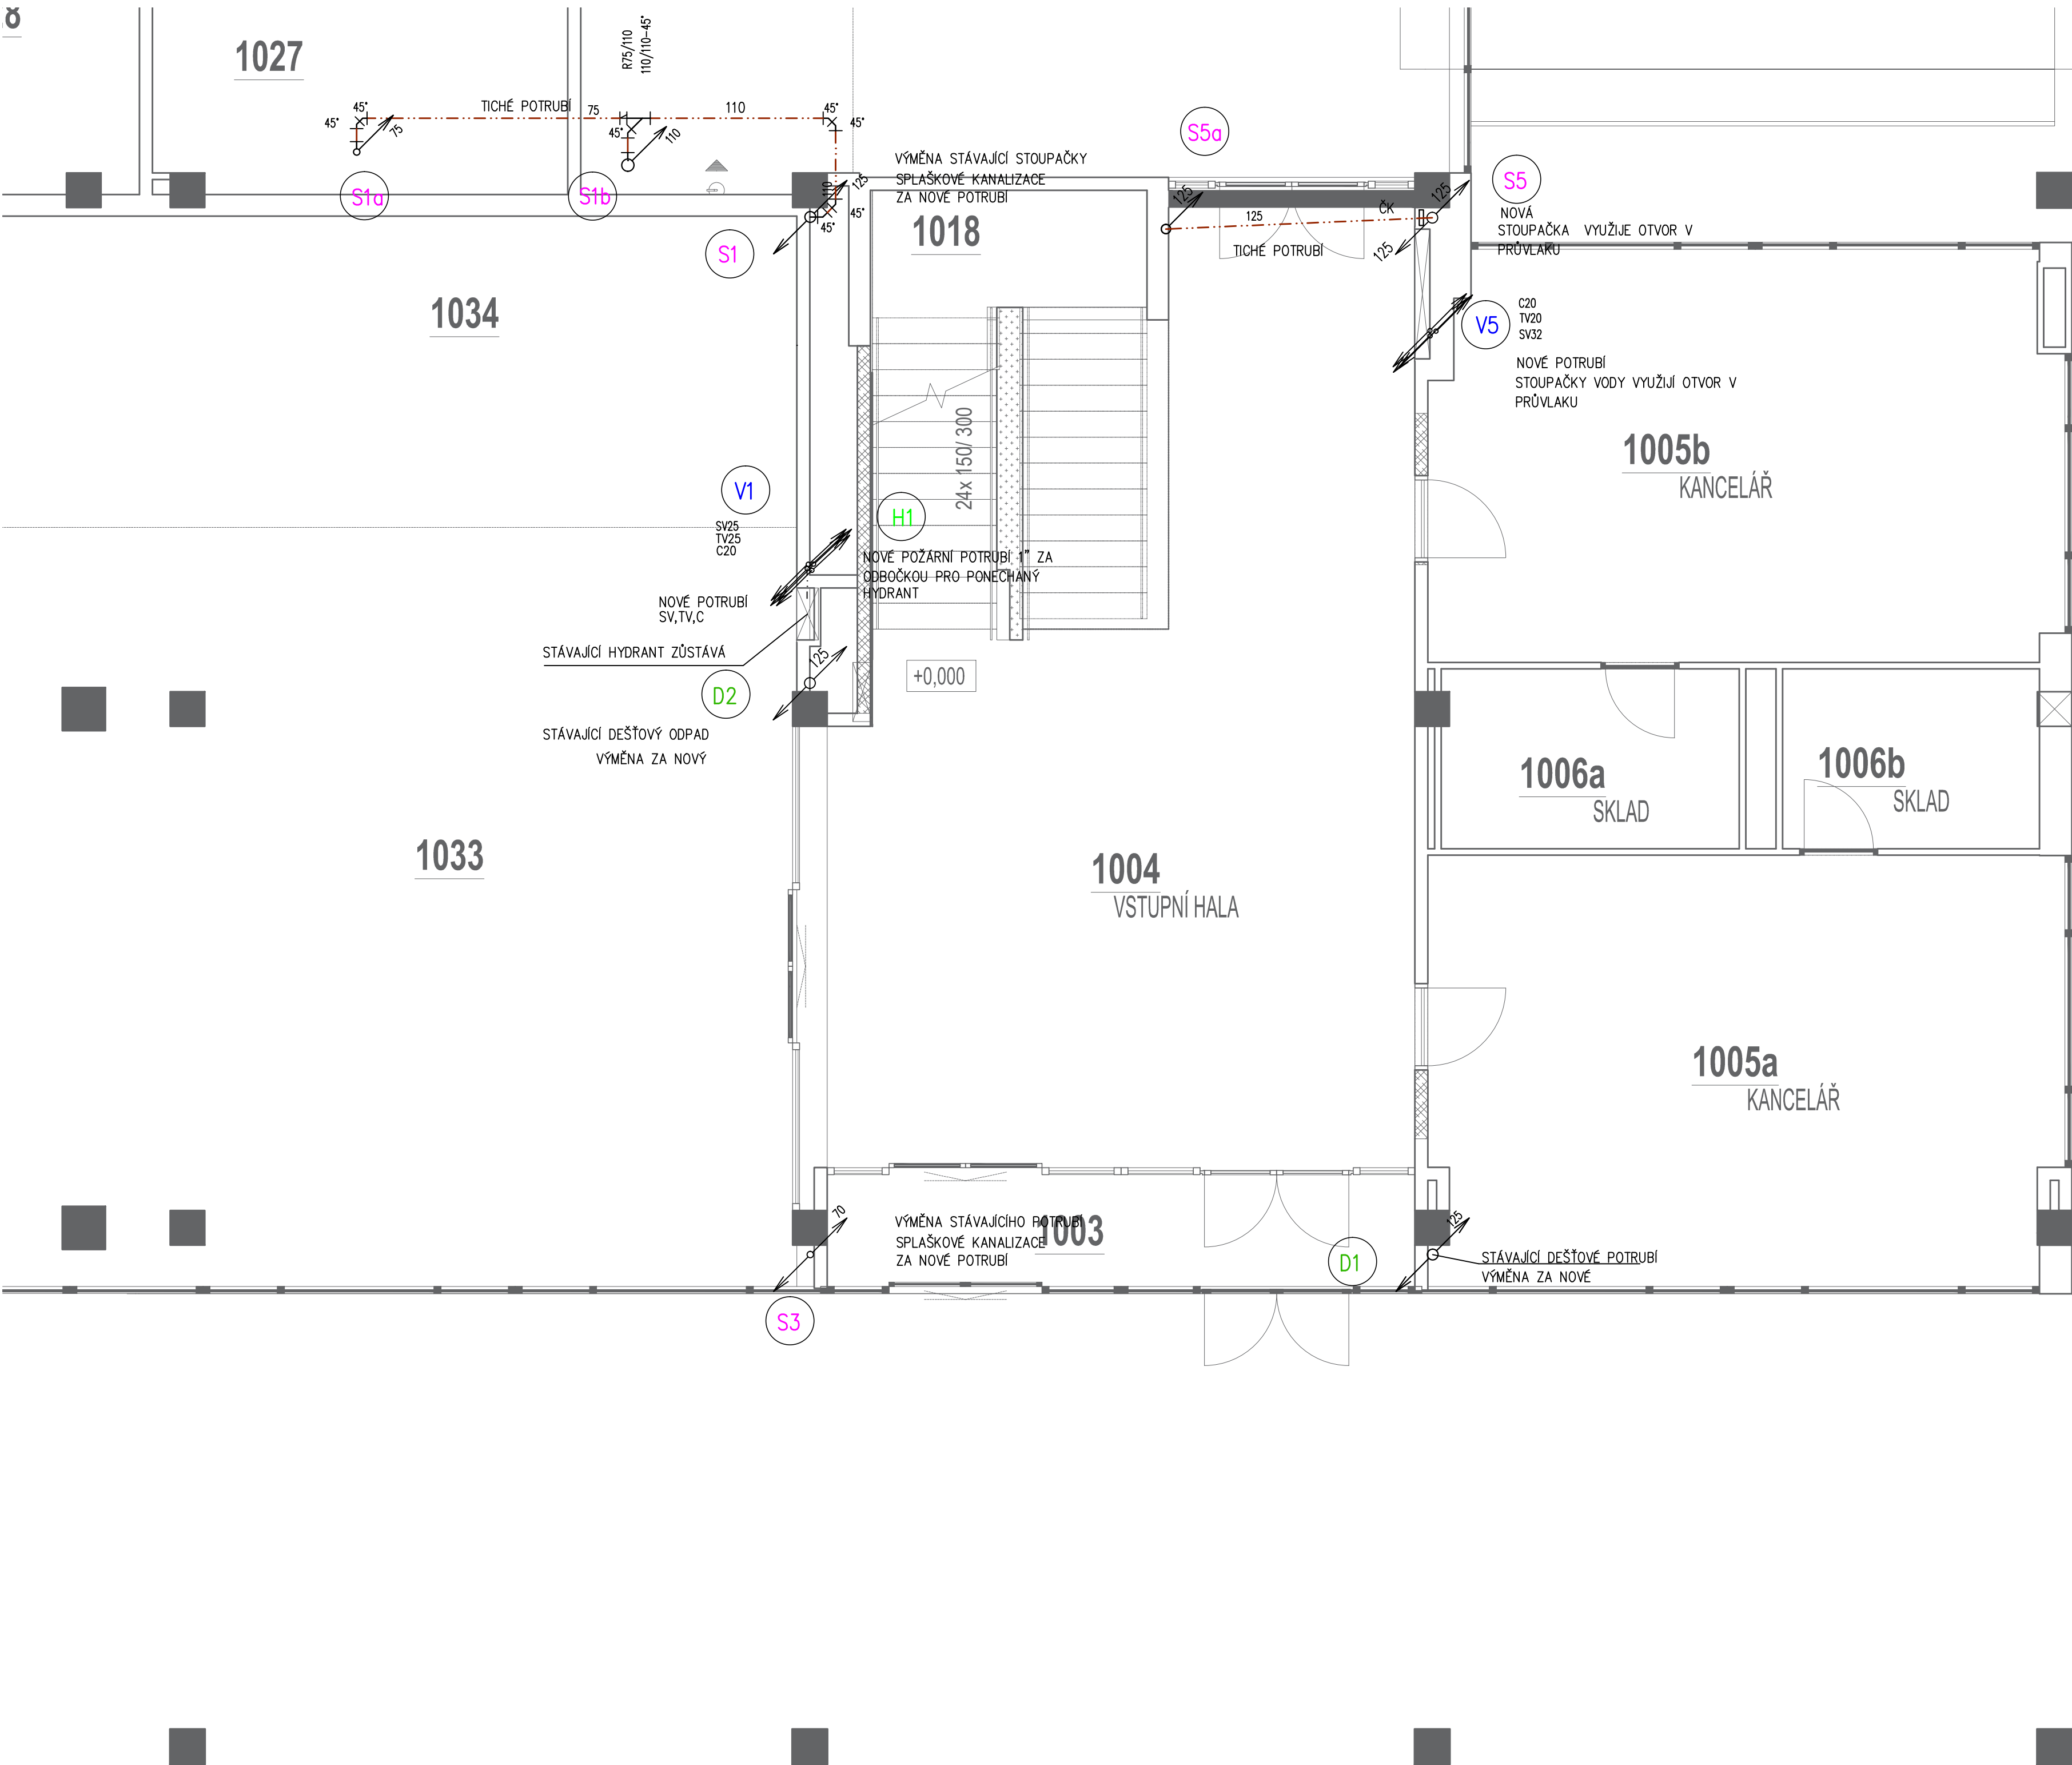 8
1027
R75/110
110/110-45°
TICHÉ POTRUBÍ
75
110
45°
45°
75
45°
110
45°
45°
110
125
45°
45°
S1a
S1b
S1
VÝMĚNA STÁVAJÍCÍ STOUPAČKY
SPLAŠKOVÉ KANALIZACE
ZA NOVÉ POTRUBÍ
1018
S5a
125
125
ČK
TICHÉ POTRUBÍ
125
125
S5
NOVÁ
STOUPAČKA VYUŽIJE OTVOR V
PRŮVLAKU
1034
V5
C20
TV20
SV32
NOVÉ POTRUBÍ
STOUPAČKY VODY VYUŽIJÍ OTVOR V
PRŮVLAKU
24x 150/ 300
1005b
KANCELÁŘ
V1
SV25
TV25
C20
H1
NOVÉ POŽÁRNÍ POTRUBÍ 1" ZA
ODBOČKOU PRO PONECHANÝ
HYDRANT
NOVÉ POTRUBÍ
SV,TV,C
STÁVAJÍCÍ HYDRANT ZŮSTÁVÁ
125
D2
+0,000
STÁVAJÍCÍ DEŠŤOVÝ ODPAD
VÝMĚNA ZA NOVÝ
1006a
SKLAD
1006b
SKLAD
1033
1004
VSTUPNÍ HALA
1005a
KANCELÁŘ
70
VÝMĚNA STÁVAJÍCÍHO POTRUBÍ
SPLAŠKOVÉ KANALIZACE
ZA NOVÉ POTRUBÍ
1003
D1
125
STÁVAJÍCÍ DEŠŤOVÉ POTRUBÍ
VÝMĚNA ZA NOVÉ
S3